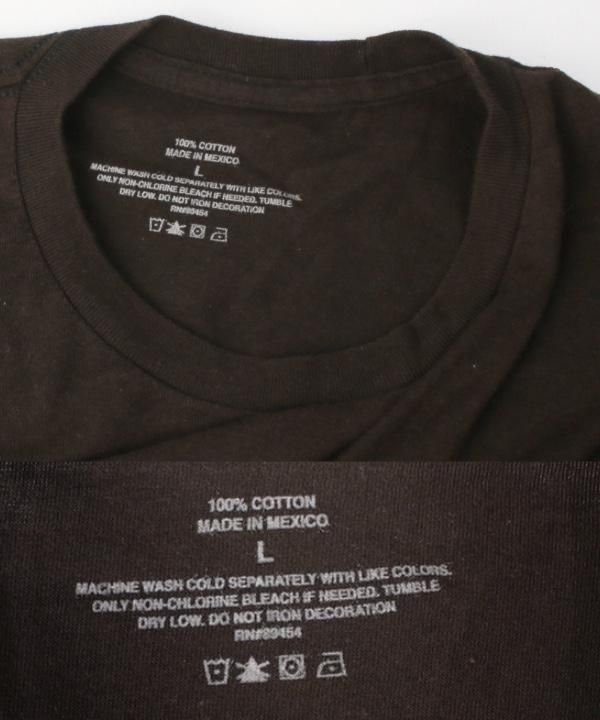 100% COTTON
MADE IN MEXICO
L
MACHINE WASH COLD SEPARATELY WITH LIKE COLORS.
ONLY NON-CHLORINE BLEACH IF NEEDED. TUMBLE
DRY LOW. DO NOT IRON DECORATION
RN#89454
100% COTTON
MADE IN MEXICO
L
MACHINE WASH COLD SEPARATELY WITH LIKE COLORS.
ONLY NON-CHLORINE BLEACH IF NEEDED. TUMBLE
DRY LOW. DO NOT IRON DECORATION
RN#89454